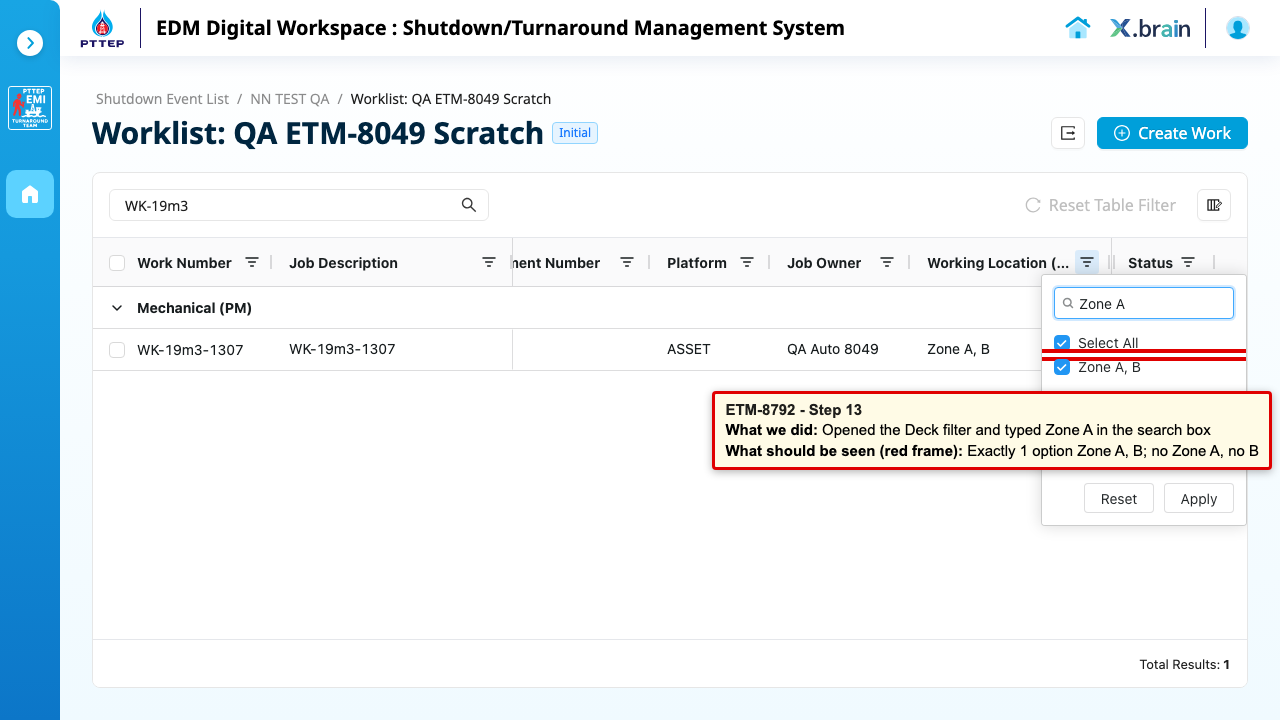 PTTEP
EDM Digital Workspace : Shutdown/Turnaround Management System
X.brain
PTTEP
EMI
TURNAROUND
TEAM
Shutdown Event List / NN TEST QA / Worklist: QA ETM-8049 Scratch
Worklist: QA ETM-8049 Scratch Initial
Create Work
WK-19m3
Reset Table Filter
Work Number Job Description nent Number Platform Job Owner Working Location (... Status
Zone A
Mechanical (PM)
Select All
WK-19m3-1307 WK-19m3-1307 ASSET QA Auto 8049 Zone A, B
Zone A, B
ETM-8792 - Step 13
What we did: Opened the Deck filter and typed Zone A in the search box
What should be seen (red frame): Exactly 1 option Zone A, B; no Zone A, no B
Reset Apply
Total Results: 1